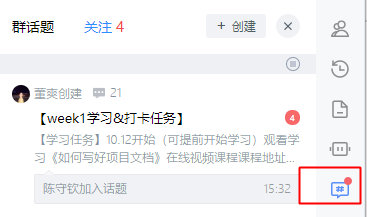 群话题 关注 4 + 创建
董爽创建 21
【week1学习&打卡任务】 4
【学习任务】10.12开始（可提前开始学习）观看学
习《如何写好项目文档》在线视频课程课程地址...
陈守钦加入话题 15:32